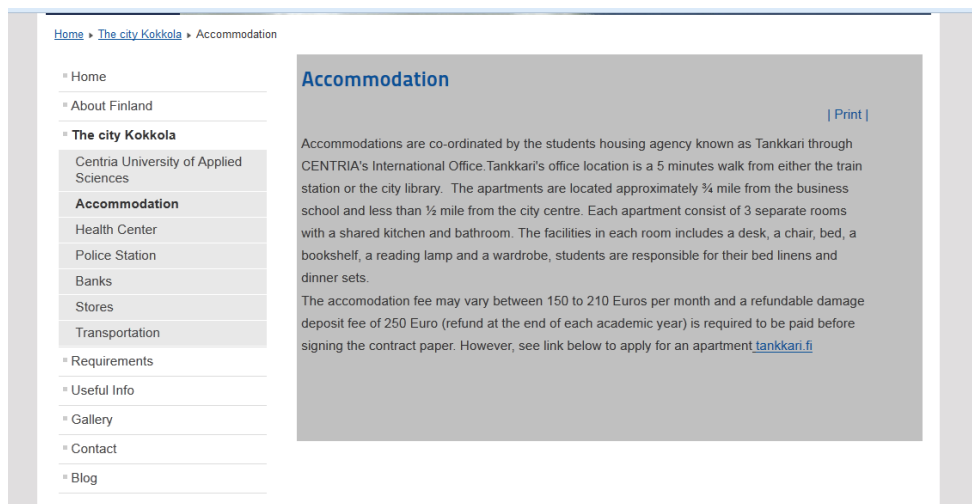 Home ▸ The city Kokkola ▸ Accommodation
Home
About Finland
The city Kokkola
Centria University of Applied
Sciences
Accommodation
Health Center
Police Station
Banks
Stores
Transportation
Requirements
Useful Info
Gallery
Contact
Blog
Accommodation
| Print |
Accommodations are co-ordinated by the students housing agency known as Tankkari through
CENTRIA's International Office.Tankkari's office location is a 5 minutes walk from either the train
station or the city library.  The apartments are located approximately ¾ mile from the business
school and less than ½ mile from the city centre. Each apartment consist of 3 separate rooms
with a shared kitchen and bathroom. The facilities in each room includes a desk, a chair, bed, a
bookshelf, a reading lamp and a wardrobe, students are responsible for their bed linens and
dinner sets.
The accomodation fee may vary between 150 to 210 Euros per month and a refundable damage
deposit fee of 250 Euro (refund at the end of each academic year) is required to be paid before
signing the contract paper. However, see link below to apply for an apartment tankkari.fi